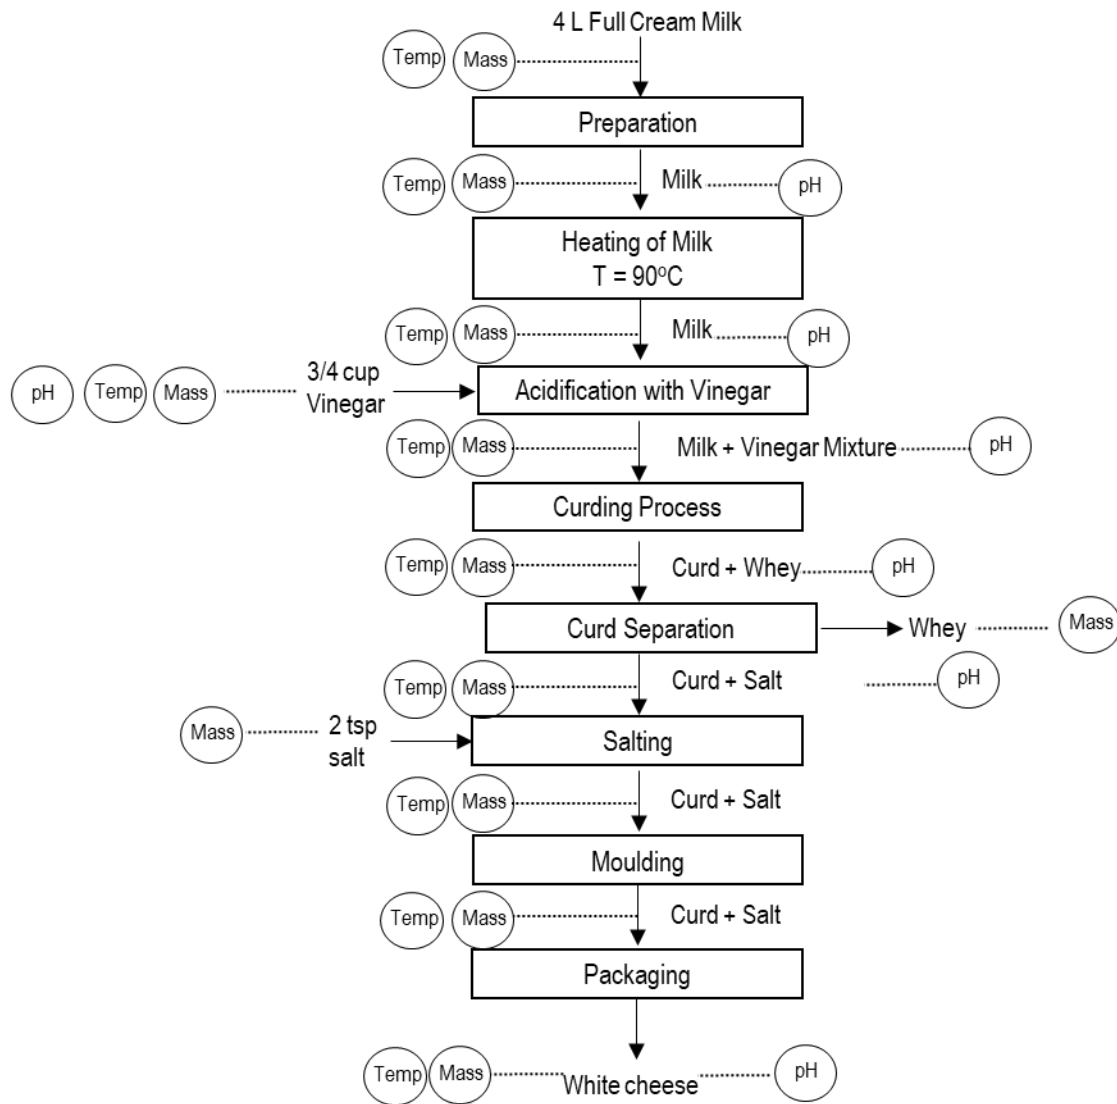 4 L Full Cream Milk
Temp Mass
Preparation
Temp Mass Milk pH
Heating of Milk
T = 90°C
Temp Mass Milk pH
pH Temp Mass 3/4 cup
Vinegar
Acidification with Vinegar
Temp Mass Milk + Vinegar Mixture pH
Curding Process
Temp Mass Curd + Whey pH
Curd Separation Whey Mass
Temp Mass Curd + Salt pH
Mass 2 tsp
salt
Salting
Temp Mass Curd + Salt
Moulding
Temp Mass Curd + Salt
Packaging
Temp Mass White cheese pH